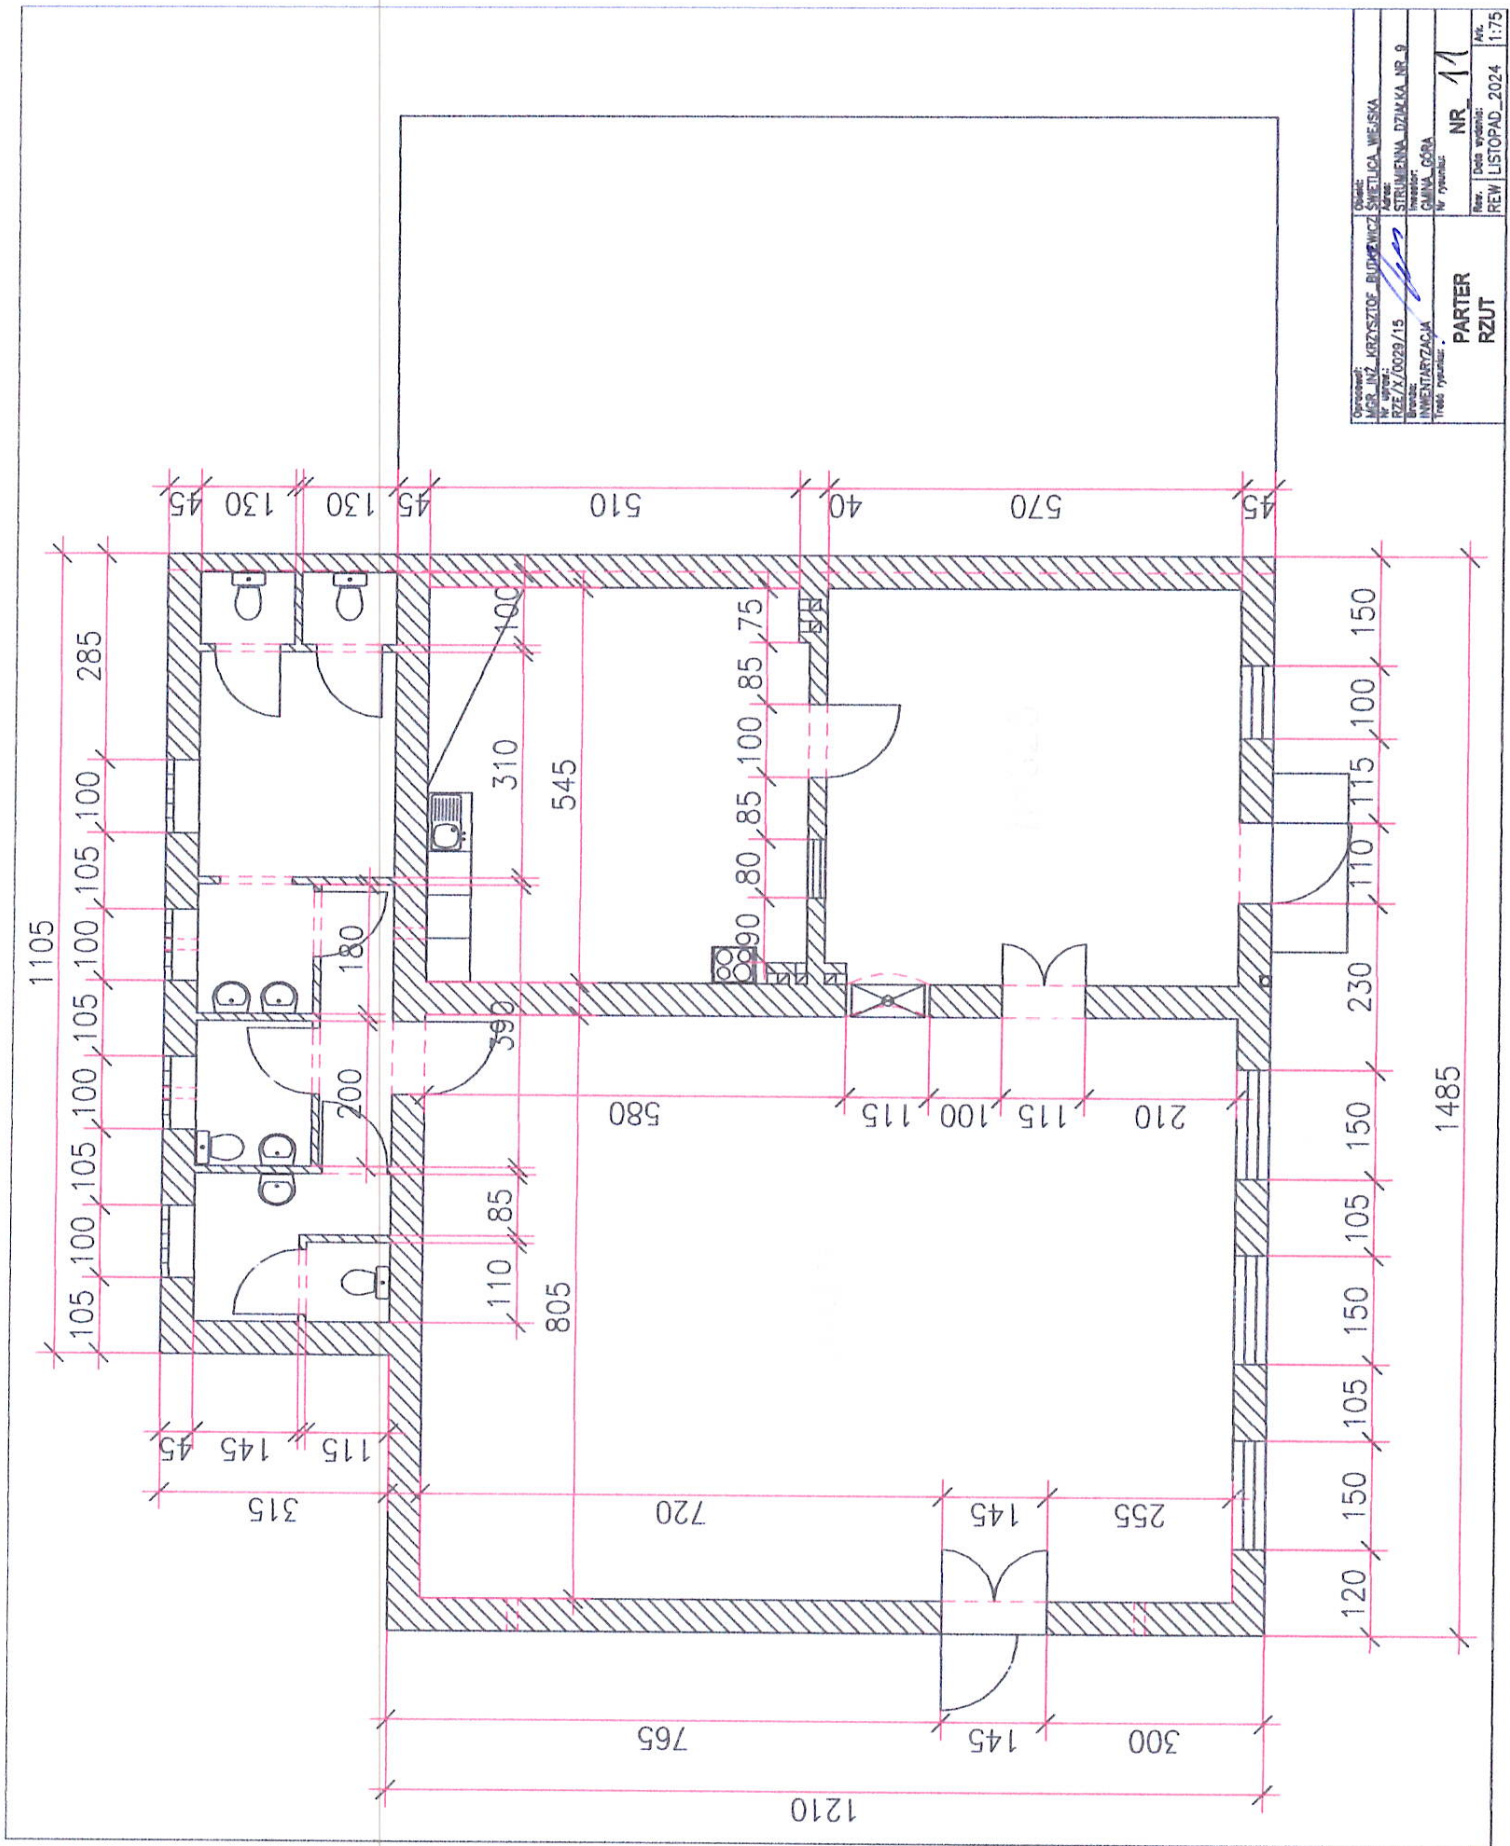 Opracował:
MGR_INŻ_KRZYSZTOF_BUTKIEWICZ
Nr upraw.:
RZE/X/0029/15
Branża:
INWENTARYZACJA
Treść rysunku:
PARTER
RZUT
Obiekt:
ŚWIETLICA_WIEJSKA
Adres:
STRUMIENNA_DZIAŁKA_NR_9
Inwestor:
GMINA_GÓRA
Nr rysunku:
NR_ 11
Rew. Data wydania: Ark.
REW LISTOPAD_2024 1:75
1105
105 100 105 100 105 100 105 100 285
45 130 130 45 510 40 570 45
100
310
390
85
110
180
200
545
805
75
85
100
85
80
90
580 115 100 115 210
45 145 115
315
720 145 255
765 145 300
1210
120 150 105 150 105 150 230 110 115 100 150
1485